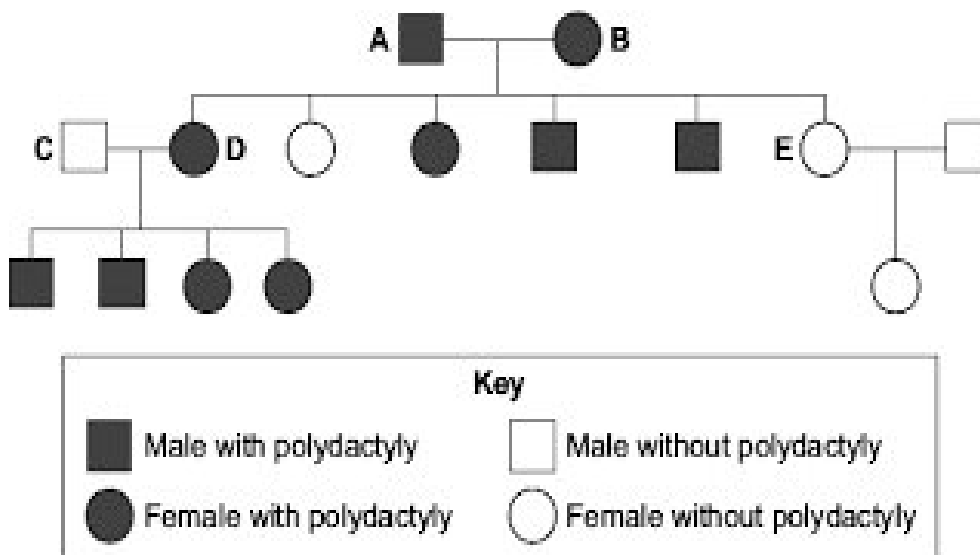 A B
C D E
Key
Male with polydactyly Male without polydactyly
Female with polydactyly Female without polydactyly